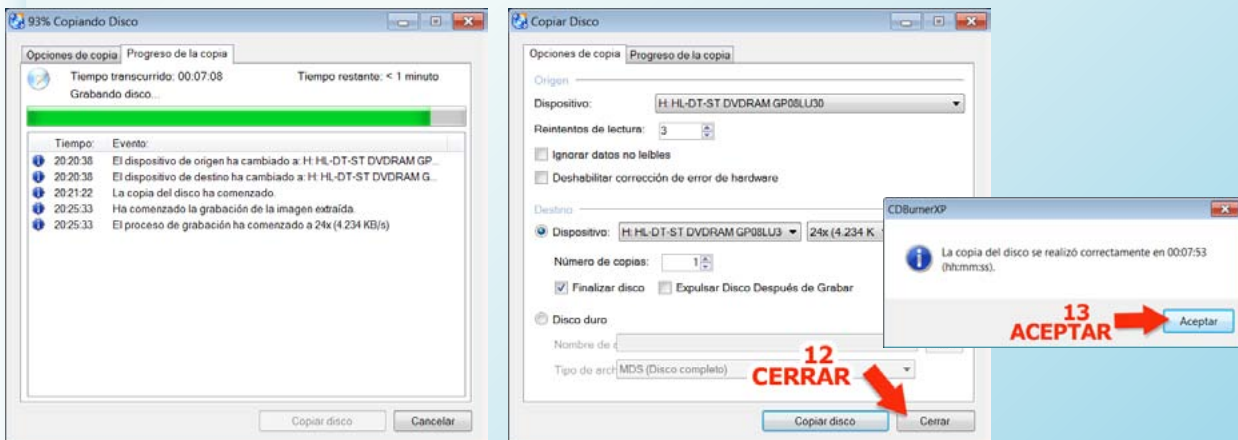 93% Copiando Disco
Opciones de copia Progreso de la copia
Tiempo transcurrido: 00:07:08 Tiempo restante: < 1 minuto
Grabando disco...
Tiempo: Evento:
20:20:38 El dispositivo de origen ha cambiado a: H: HL-DT-ST DVDRAM GP...
20:20:38 El dispositivo de destino ha cambiado a: H: HL-DT-ST DVDRAM G...
20:21:22 La copia del disco ha comenzado.
20:25:33 Ha comenzado la grabación de la imagen extraída.
20:25:33 El proceso de grabación ha comenzado a 24x (4.234 KB/s)
Copiar disco Cancelar
Copiar Disco
Opciones de copia Progreso de la copia
Origen
Dispositivo: H: HL-DT-ST DVDRAM GP08LU30
Reintentos de lectura: 3
Ignorar datos no leíbles
Deshabilitar corrección de error de hardware
Destino
Dispositivo: H: HL-DT-ST DVDRAM GP08LU3 24x (4.234 K
Número de copias: 1
Finalizar disco Expulsar Disco Después de Grabar
Disco duro
Nombre de
Tipo de arch MDS (Disco completo)
12
CERRAR
Copiar disco Cerrar
CDBurnerXP
La copia del disco se realizó correctamente en 00:07:53
(hh:mm:ss).
13
ACEPTAR
Aceptar